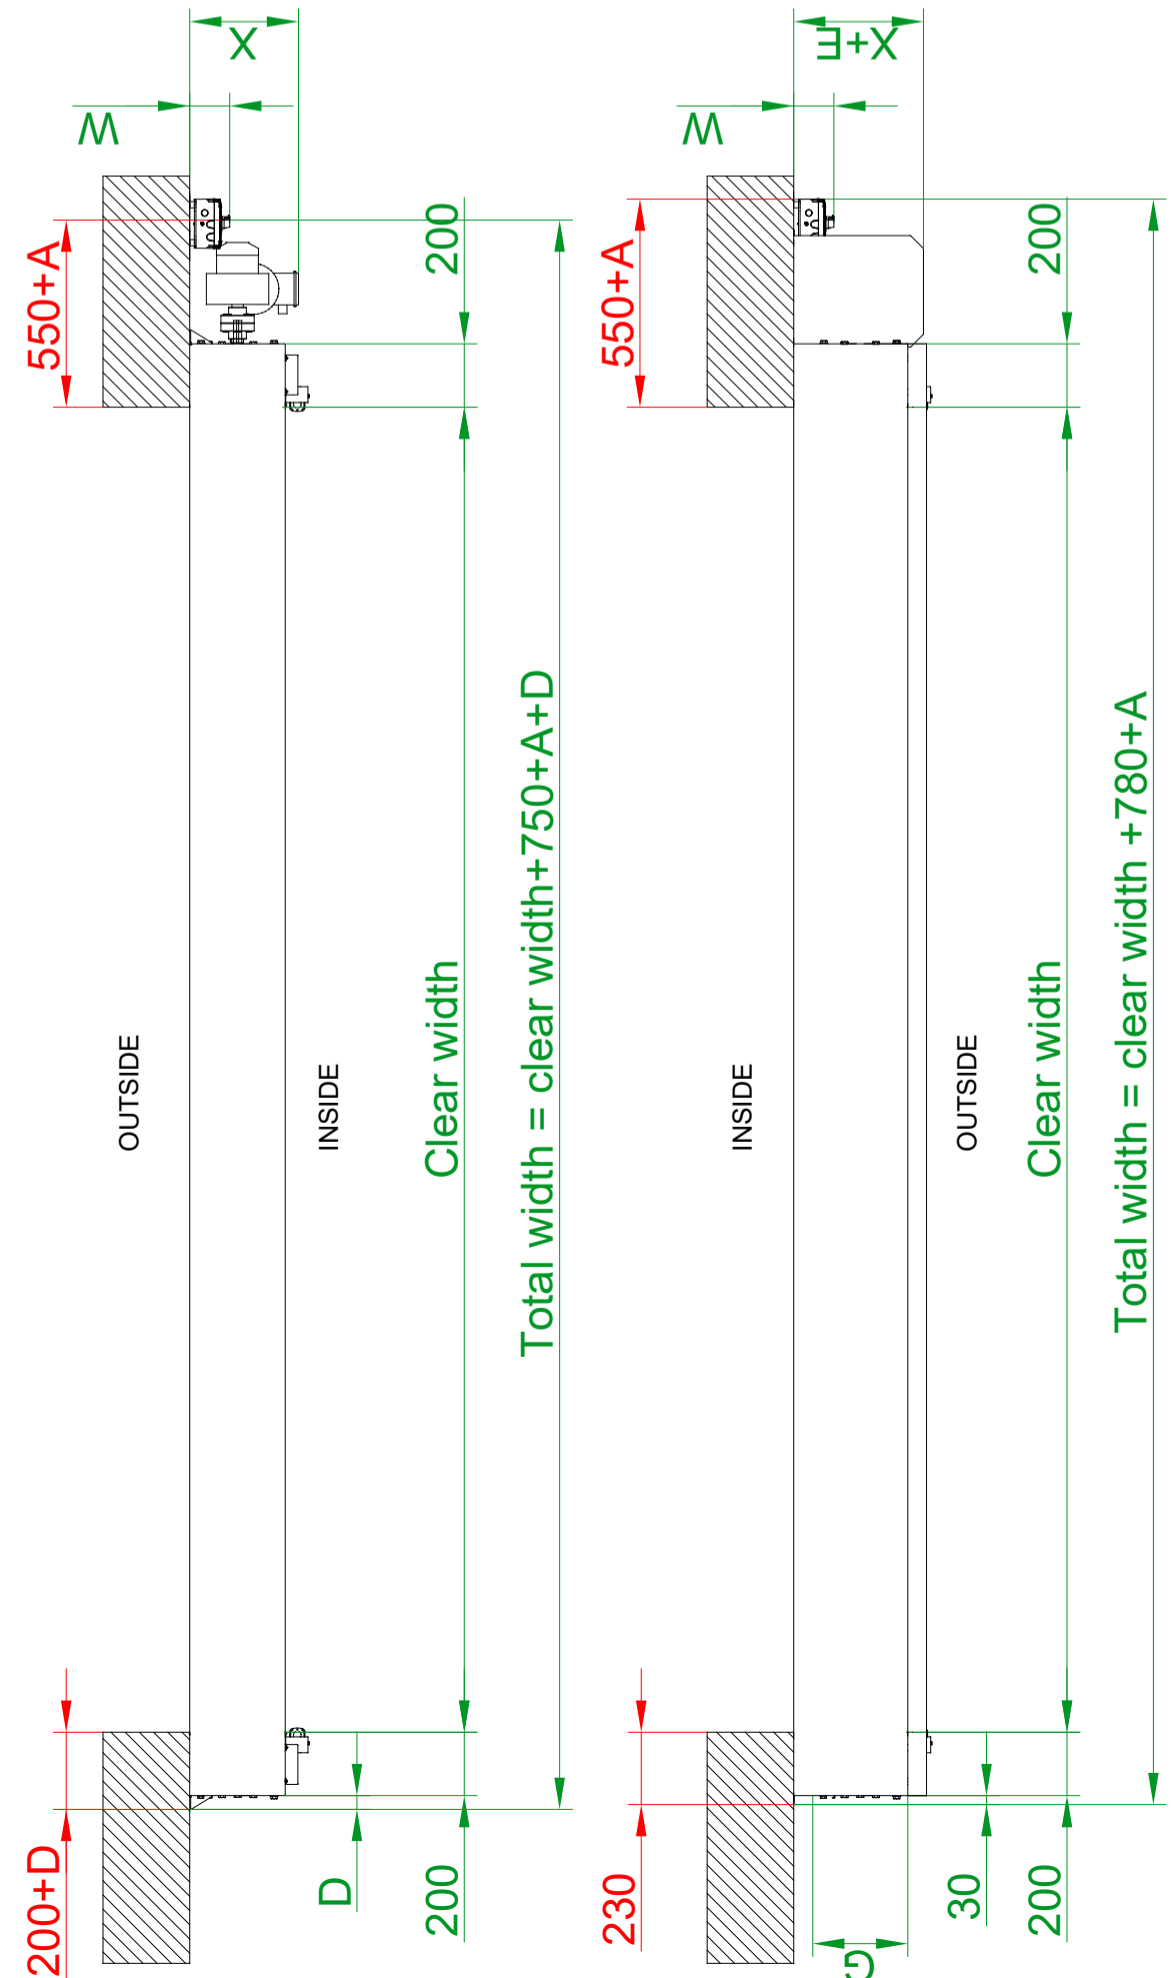 X
W
550+A
200
OUTSIDE
INSIDE
Clear width
Total width = clear width+750+A+D
200+D
D
200
X+E
W
550+A
200
INSIDE
OUTSIDE
Clear width
Total width = clear width +780+A
230
G
30
200